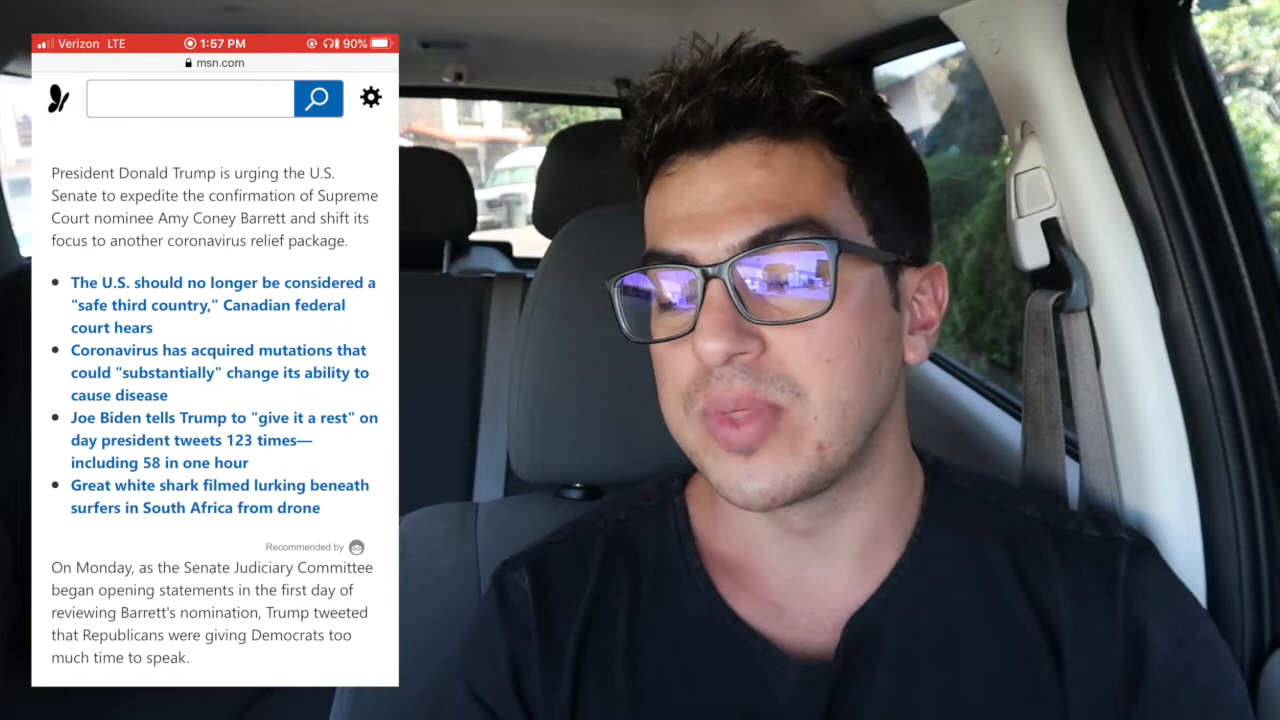 Verizon LTE 1:57 PM 90%
msn.com
President Donald Trump is urging the U.S.
Senate to expedite the confirmation of Supreme
Court nominee Amy Coney Barrett and shift its
focus to another coronavirus relief package.
The U.S. should no longer be considered a
"safe third country," Canadian federal
court hears
Coronavirus has acquired mutations that
could "substantially" change its ability to
cause disease
Joe Biden tells Trump to "give it a rest" on
day president tweets 123 times—
including 58 in one hour
Great white shark filmed lurking beneath
surfers in South Africa from drone
Recommended by
On Monday, as the Senate Judiciary Committee
began opening statements in the first day of
reviewing Barrett's nomination, Trump tweeted
that Republicans were giving Democrats too
much time to speak.